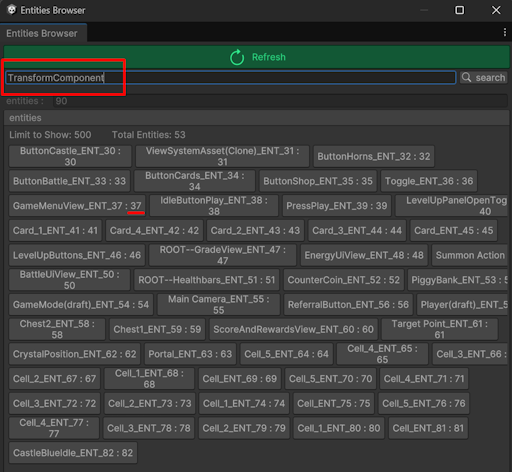 Entities Browser
Entities Browser
Refresh
TransformComponent
search
entities : 90
entities
Limit to Show: 500 Total Entities: 53
ButtonCastle_ENT_30 : 30
ViewSystemAsset(Clone)_ENT_31 : 31
ButtonHorns_ENT_32 : 32
ButtonBattle_ENT_33 : 33
ButtonCards_ENT_34 : 34
ButtonShop_ENT_35 : 35
Toggle_ENT_36 : 36
GameMenuView_ENT_37 : 37
IdleButtonPlay_ENT_38 : 38
PressPlay_ENT_39 : 39
LevelUpPanelOpenTog
40
Card_1_ENT_41 : 41
Card_4_ENT_42 : 42
Card_2_ENT_43 : 43
Card_3_ENT_44 : 44
Card_ENT_45 : 45
LevelUpButtons_ENT_46 : 46
ROOT--GradeView_ENT_47 : 47
EnergyUiView_ENT_48 : 48
Summon Action
BattleUiView_ENT_50 : 50
ROOT--Healthbars_ENT_51 : 51
CounterCoin_ENT_52 : 52
PiggyBank_ENT_53 : 5
GameMode(draft)_ENT_54 : 54
Main Camera_ENT_55 : 55
ReferralButton_ENT_56 : 56
Player(draft)_ENT_5
Chest2_ENT_58 : 58
Chest1_ENT_59 : 59
ScoreAndRewardsView_ENT_60 : 60
Target Point_ENT_61 : 61
CrystalPosition_ENT_62 : 62
Portal_ENT_63 : 63
Cell_5_ENT_64 : 64
Cell_4_ENT_65 : 65
Cell_3_ENT_66 :
Cell_2_ENT_67 : 67
Cell_1_ENT_68 : 68
Cell_ENT_69 : 69
Cell_5_ENT_70 : 70
Cell_4_ENT_71 : 71
Cell_3_ENT_72 : 72
Cell_2_ENT_73 : 73
Cell_1_ENT_74 : 74
Cell_ENT_75 : 75
Cell_5_ENT_76 : 76
Cell_4_ENT_77 : 77
Cell_3_ENT_78 : 78
Cell_2_ENT_79 : 79
Cell_1_ENT_80 : 80
Cell_ENT_81 : 81
CastleBlueIdle_ENT_82 : 82